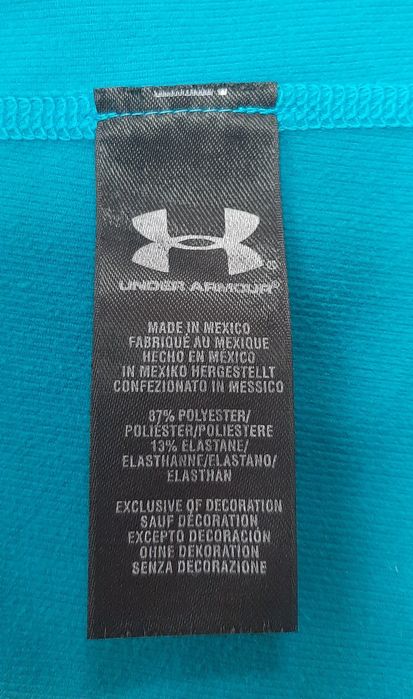 UNDER ARMOUR®
MADE IN MEXICO
FABRIQUÉ AU MEXIQUE
HECHO EN MÉXICO
IN MEXIKO HERGESTELLT
CONFEZIONATO IN MESSICO
87% POLYESTER/
POLIÉSTER/POLIESTERE
13% ELASTANE/
ELASTHANNE/ELASTANO/
ELASTHAN
EXCLUSIVE OF DECORATION
SAUF DÉCORATION
EXCEPTO DECORACIÓN
OHNE DEKORATION
SENZA DECORAZIONE